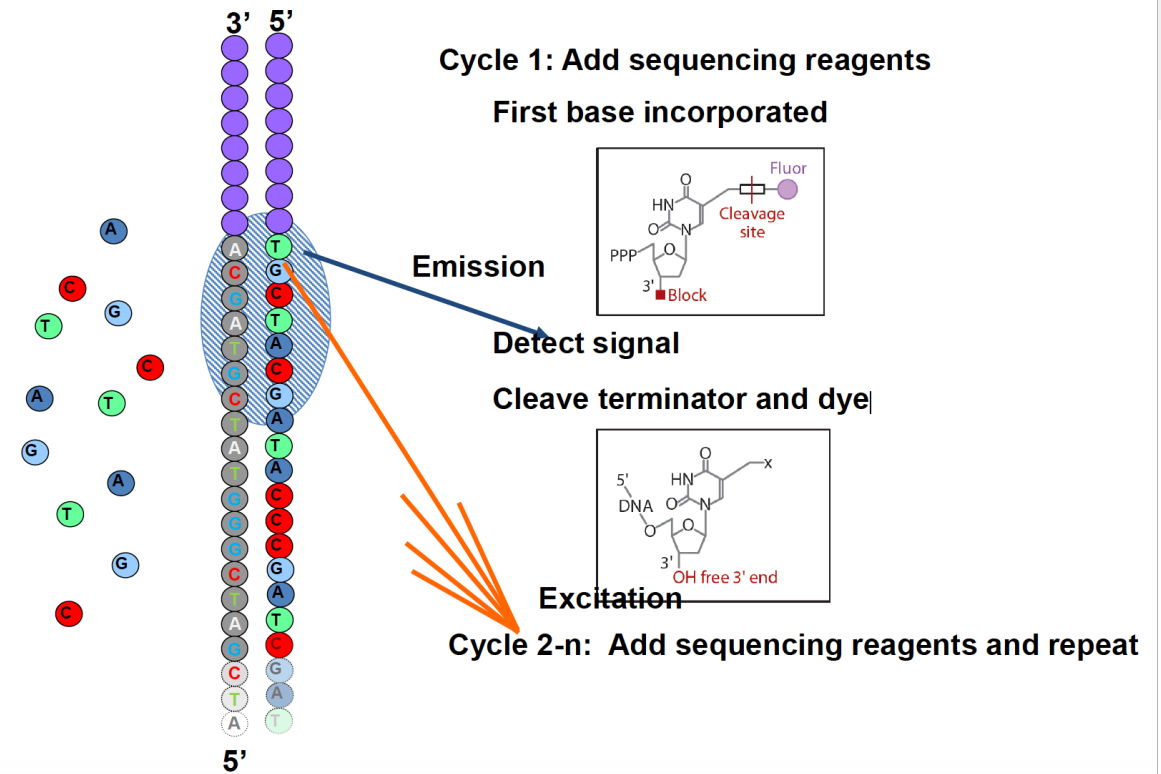 3’ 5’
Cycle 1: Add sequencing reagents
First base incorporated
Fluor
O
HN
O
N
Cleavage
site
PPP
O
3'
Block
Emission
Detect signal
Cleave terminator and dye
O
x
HN
O
N
5'
DNA
O
O
3'
OH free 3' end
Excitation
Cycle 2-n: Add sequencing reagents and repeat
A
C
G
T
C
A
T
G
A
T
G
C
A T
C G
G C
A T
T A
G C
C G
T A
A T
T A
G C
G C
G C
C G
T A
A T
G C
C G
T A
A T
5’